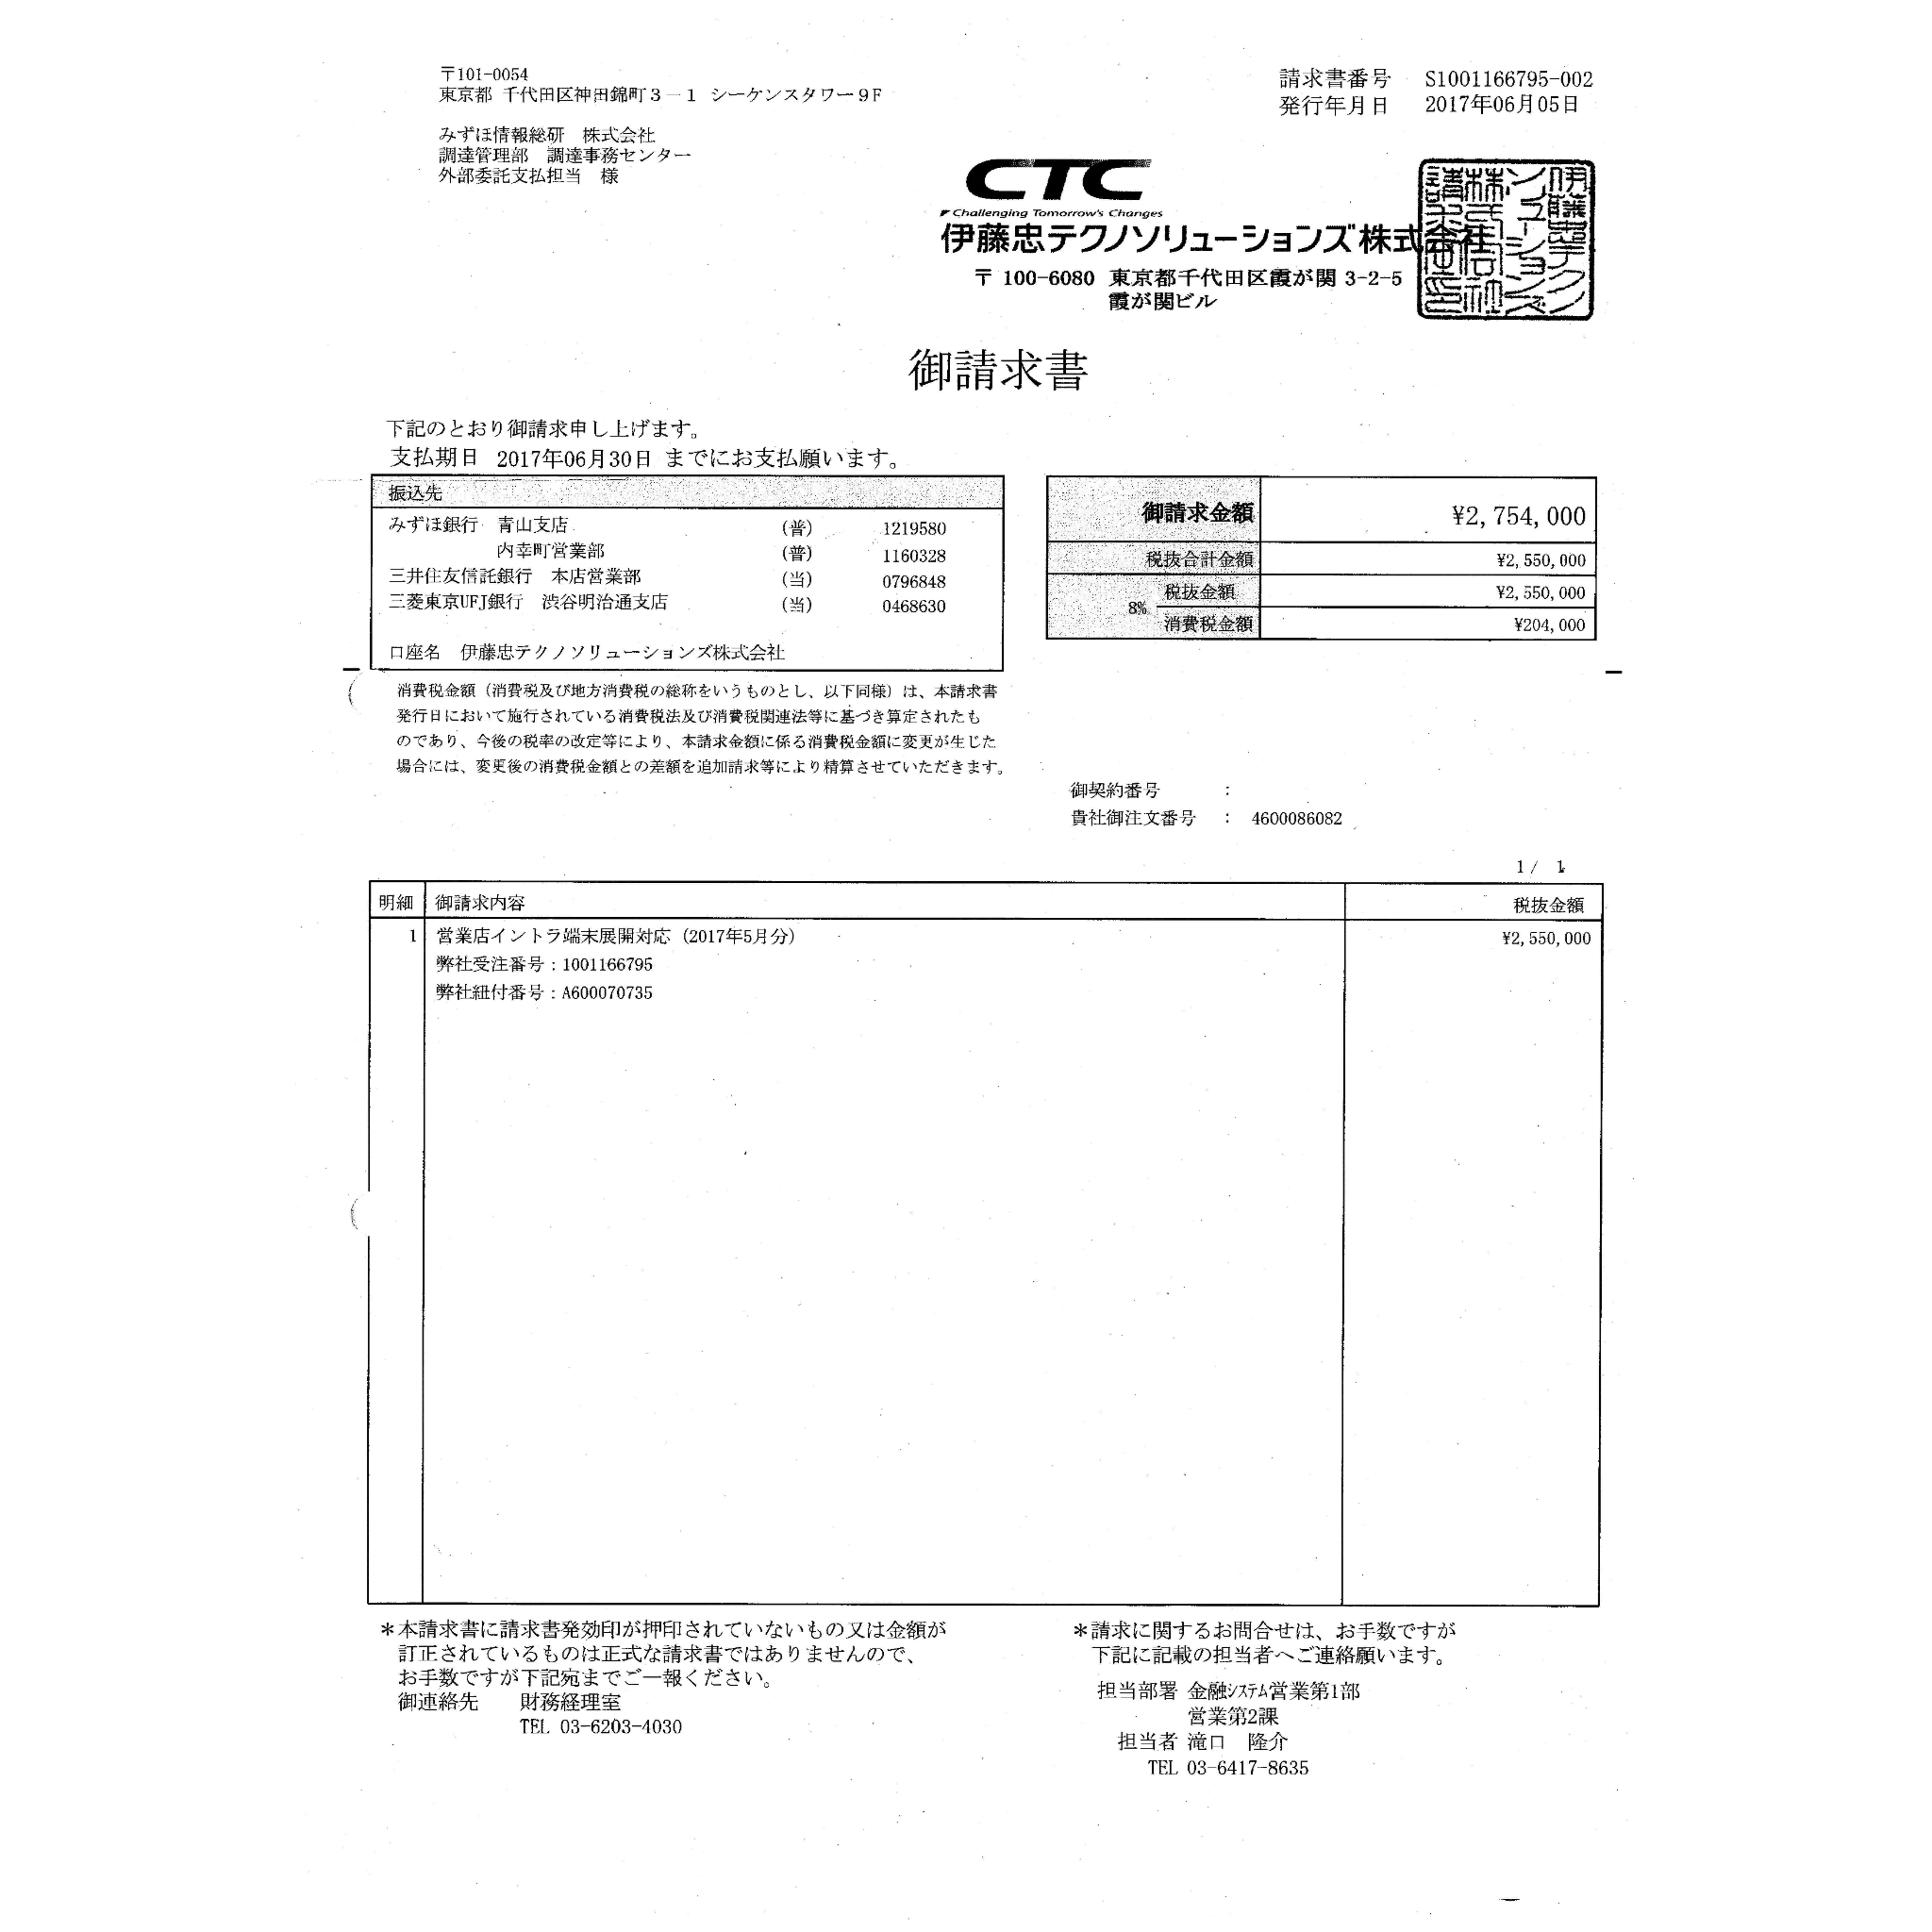 〒101-0054
東京都 千代田区神田錦町３－１ シーケンスタワー９F
みずほ情報総研 株式会社
調達管理部 調達事務センター
外部委託支払担当 様
請求書番号 S1001166795-002
発行年月日 2017年06月05日
CTC
Challenging Tomorrow's Changes
伊藤忠テクノソリューションズ株式会社
〒 100-6080 東京都千代田区霞が関 3-2-5
霞が関ビル
伊藤忠テクノソリューションズ株式会社請求書之印
御請求書
下記のとおり御請求申し上げます。
支払期日 2017年06月30日 までにお支払願います。
振込先
みずほ銀行 青山支店 (普) 1219580
内幸町営業部 (普) 1160328
三井住友信託銀行 本店営業部 (当) 0796848
三菱東京UFJ銀行 渋谷明治通支店 (当) 0468630
口座名 伊藤忠テクノソリューションズ株式会社
御請求金額 ¥2,754,000
税抜合計金額 ¥2,550,000
8% 税抜金額 ¥2,550,000
消費税金額 ¥204,000
消費税金額（消費税及び地方消費税の総称をいうものとし、以下同様）は、本請求書
発行日において施行されている消費税法及び消費税関連法等に基づき算定されたも
のであり、今後の税率の改定等により、本請求金額に係る消費税金額に変更が生じた
場合には、変更後の消費税金額との差額を追加請求等により精算させていただきます。
御契約番号 :
貴社御注文番号 : 4600086082
1/ 1
明細 御請求内容 税抜金額
1 営業店イントラ端末展開対応（2017年5月分） ¥2,550,000
弊社受注番号：1001166795
弊社紐付番号：A600070735
＊本請求書に請求書発効印が押印されていないもの又は金額が
訂正されているものは正式な請求書ではありませんので、
お手数ですが下記宛までご一報ください。
御連絡先 財務経理室
TEL 03-6203-4030
＊請求に関するお問合せは、お手数ですが
下記に記載の担当者へご連絡願います。
担当部署 金融ｼｽﾃﾑ営業第1部
営業第2課
担当者 滝口 隆介
TEL 03-6417-8635